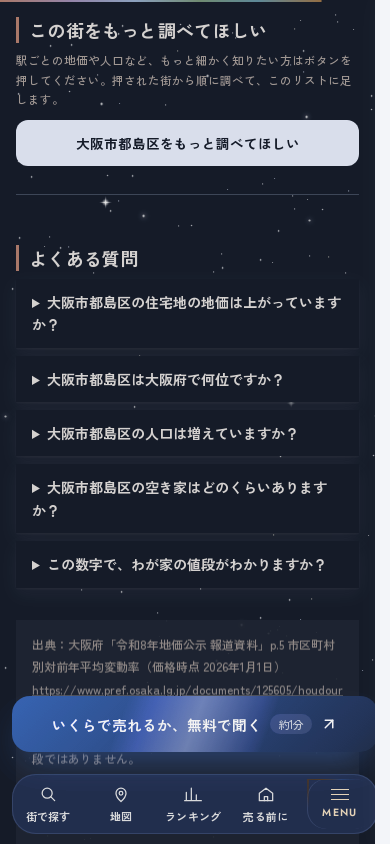 この街をもっと調べてほしい
駅ごとの地価や人口など、もっと細かく知りたい方はボタンを
押してください。押された街から順に調べて、このリストに足
します。
大阪市都島区をもっと調べてほしい
よくある質問
▶ 大阪市都島区の住宅地の地価は上がっています
か？
▶ 大阪市都島区は大阪府で何位ですか？
▶ 大阪市都島区の人口は増えていますか？
▶ 大阪市都島区の空き家はどのくらいあります
か？
▶ この数字で、わが家の値段がわかりますか？
出典：大阪府「令和8年地価公示 報道資料」p.5 市区町村
別対前年平均変動率（価格時点 2026年1月1日）
https://www.pref.osaka.lg.jp/documents/125605/houdour
いくらで売れるか、無料で聞く 約1分
段ではありません。
街で探す 地図 ランキング 売る前に MENU